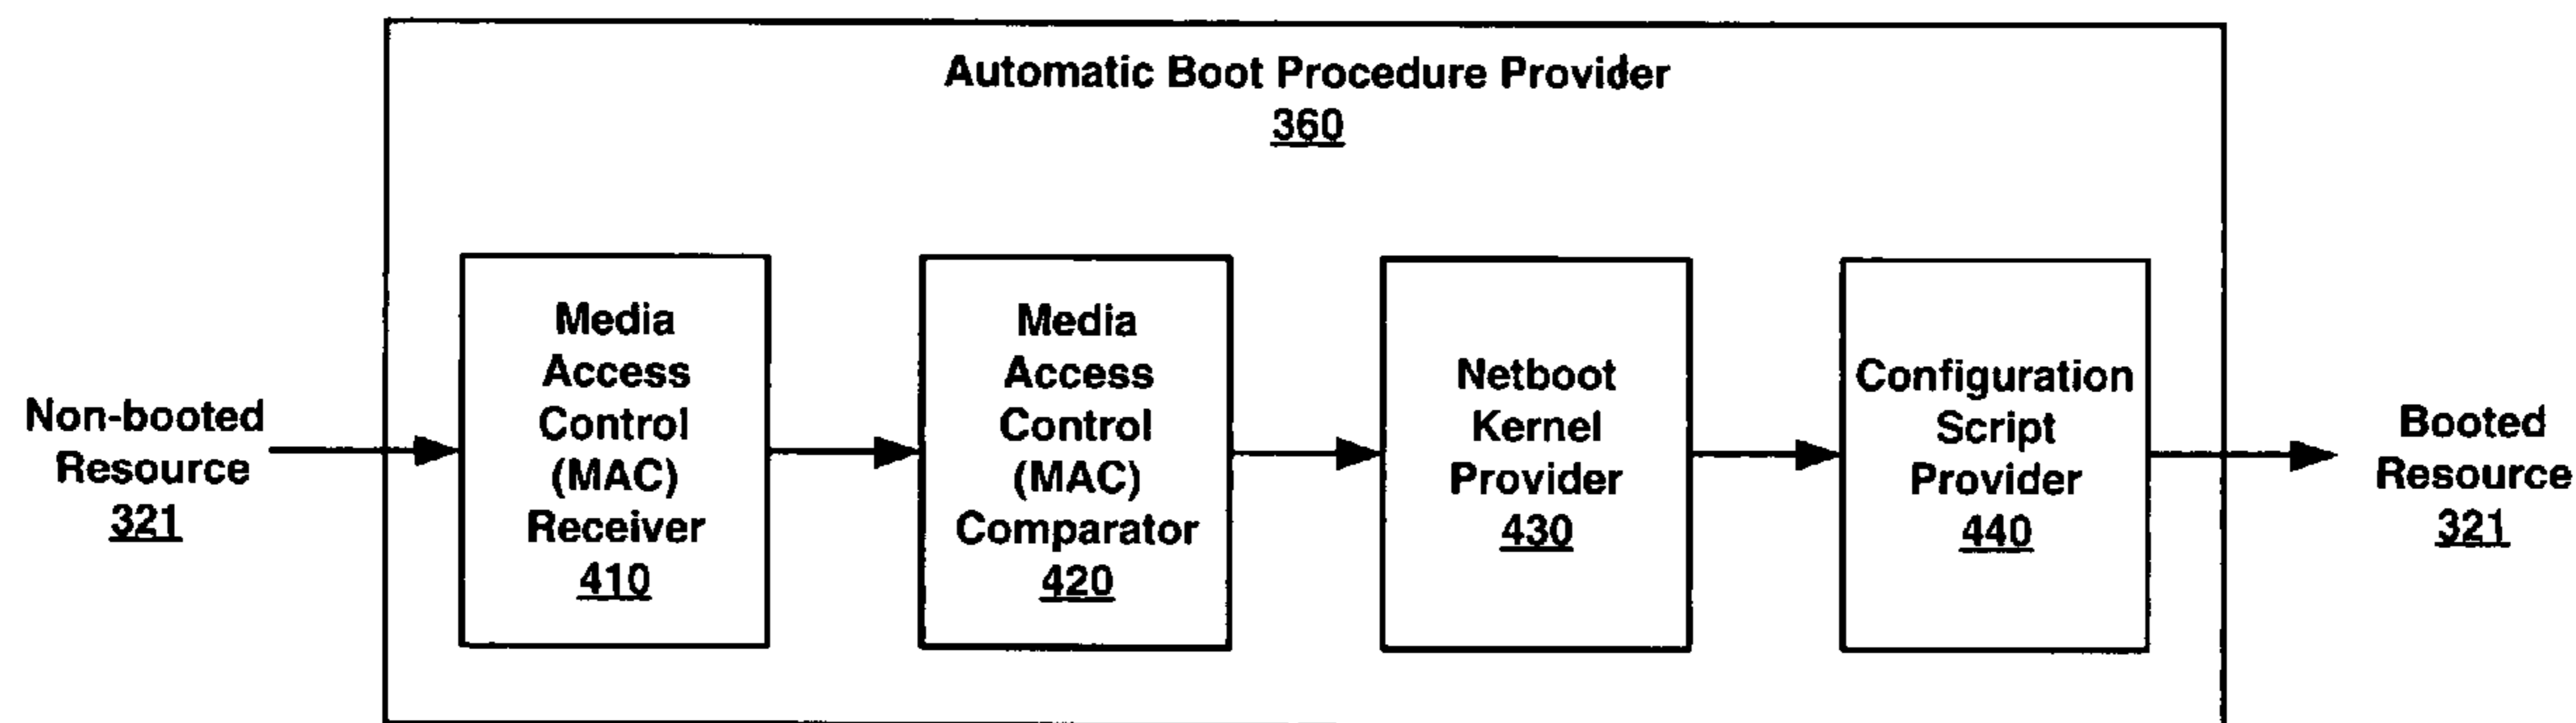 Automatic Boot Procedure Provider
360
Non-booted
Resource
321
Media
Access
Control
(MAC)
Receiver
410
Media
Access
Control
(MAC)
Comparator
420
Netboot
Kernel
Provider
430
Configuration
Script
Provider
440
Booted
Resource
321